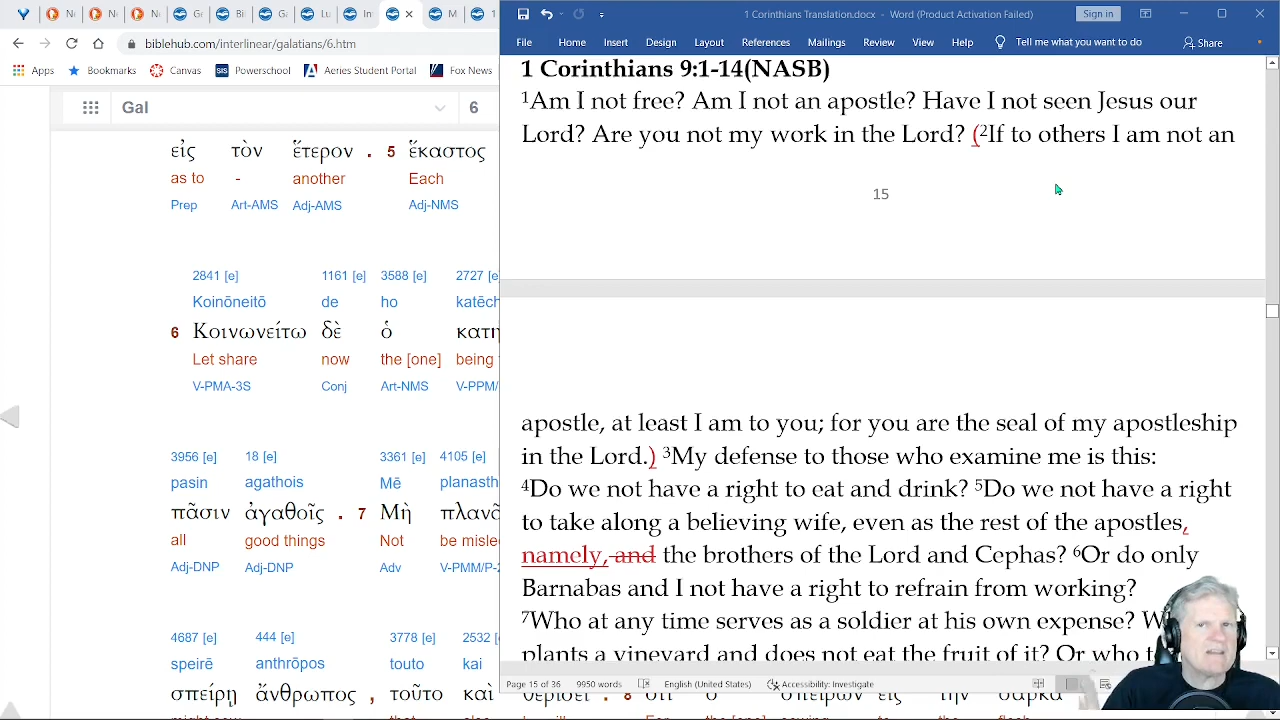 1 Corinthians Translation.docx - Word (Product Activation Failed)
Sign in
biblehub.com/interlinear/galatians/6.htm
File Home Insert Design Layout References Mailings Review View Help Tell me what you want to do Share
Apps Bookmarks Canvas Powerschool Acries Student Portal Fox News
Gal 6
εἰς τὸν ἕτερον . 5 ἕκαστος
as to - another Each
Prep Art-AMS Adj-AMS Adj-NMS
2841 [e] 1161 [e] 3588 [e] 2727 [e]
Koinōneitō de ho katēch
6 Κοινωνείτω δὲ ὁ κατη
Let share now the [one] being
V-PMA-3S Conj Art-NMS V-PPM/
3956 [e] 18 [e] 3361 [e] 4105 [e]
pasin agathois Mē planasth
πᾶσιν ἀγαθοῖς . 7 Μὴ πλανᾶ
all good things Not be misle
Adj-DNP Adj-DNP Adv V-PMM/P-2
4687 [e] 444 [e] 3778 [e] 2532 [e]
speirē anthrōpos touto kai
σπείρῃ ἄνθρωπος , τοῦτο καὶ
1 Corinthians 9:1-14(NASB)
1Am I not free? Am I not an apostle? Have I not seen Jesus our
Lord? Are you not my work in the Lord? (2If to others I am not an
15
apostle, at least I am to you; for you are the seal of my apostleship
in the Lord.) 3My defense to those who examine me is this:
4Do we not have a right to eat and drink? 5Do we not have a right
to take along a believing wife, even as the rest of the apostles,
namely, and the brothers of the Lord and Cephas? 6Or do only
Barnabas and I not have a right to refrain from working?
7Who at any time serves as a soldier at his own expense?
plants a vineyard and does not eat the fruit of it? Or who
Page 15 of 36 9950 words English (United States) Accessibility: Investigate